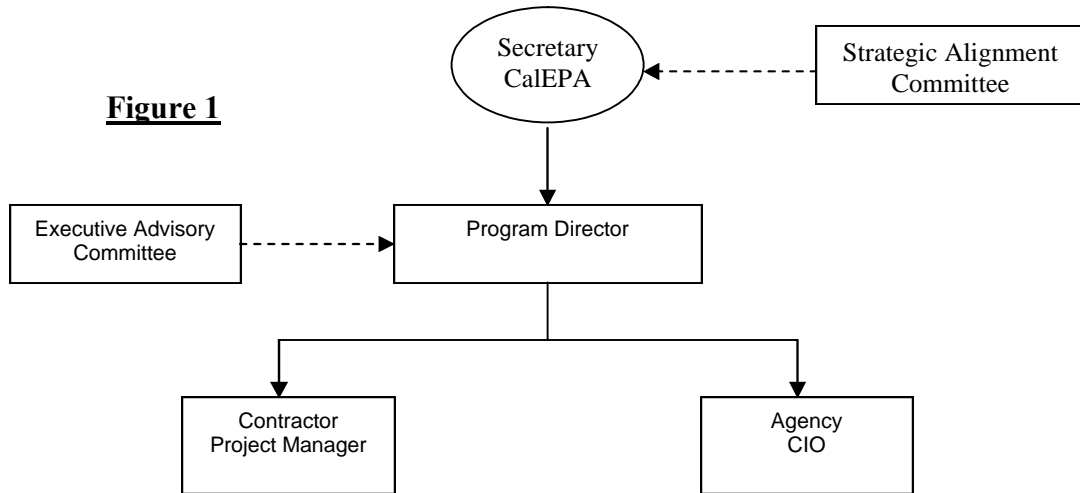 Secretary
CalEPA
Strategic Alignment
Committee
Figure 1
Executive Advisory
Committee
Program Director
Contractor
Project Manager
Agency
CIO